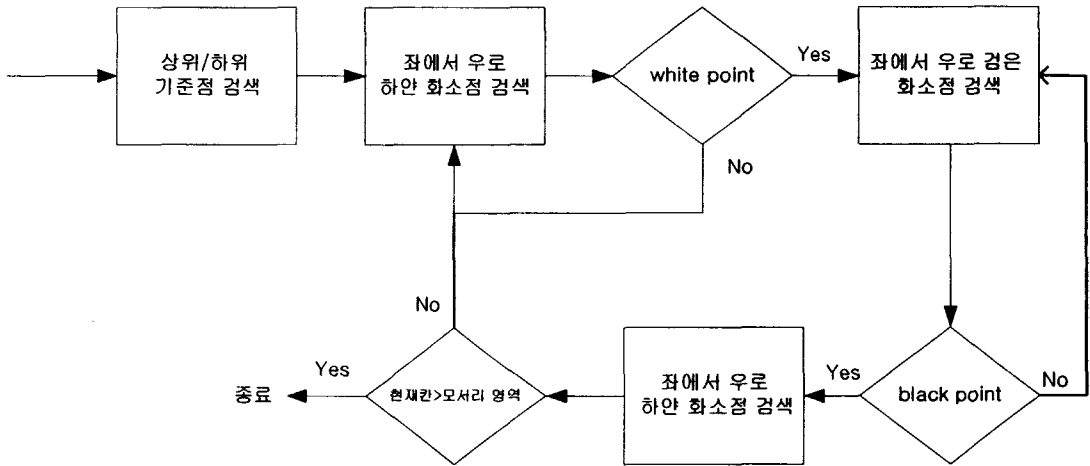 상위/하위
기준점 검색
좌에서 우로
하얀 화소점 검색
white point
Yes
좌에서 우로 검은
화소점 검색
No
No
종료
Yes
현재칸>모서리 영역
좌에서 우로
하얀 화소점 검색
Yes
black point
No